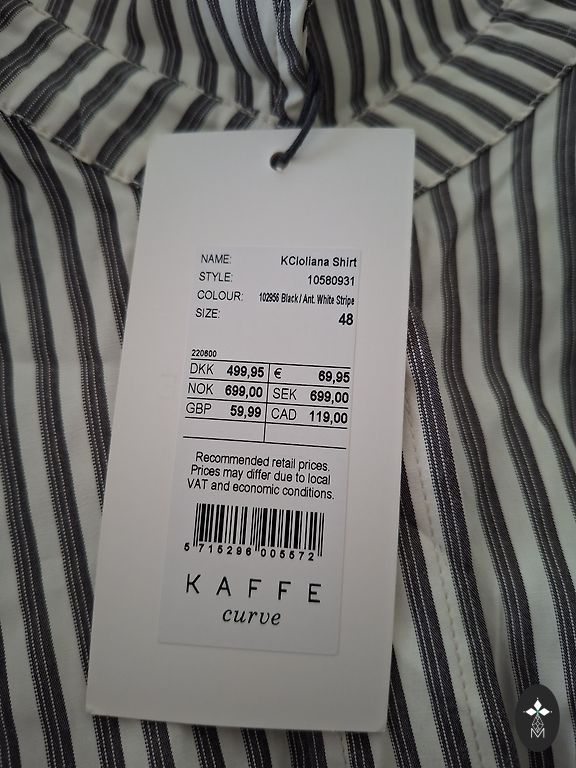 NAME: KCioliana Shirt
STYLE: 10580931
COLOUR: 102956 Black / Ant. White Stripe
SIZE: 48
220600
DKK 499,95 € 69,95
NOK 699,00 SEK 699,00
GBP 59,99 CAD 119,00
Recommended retail prices.
Prices may differ due to local
VAT and economic conditions.
5 715296 005572
KAFFE
curve
M